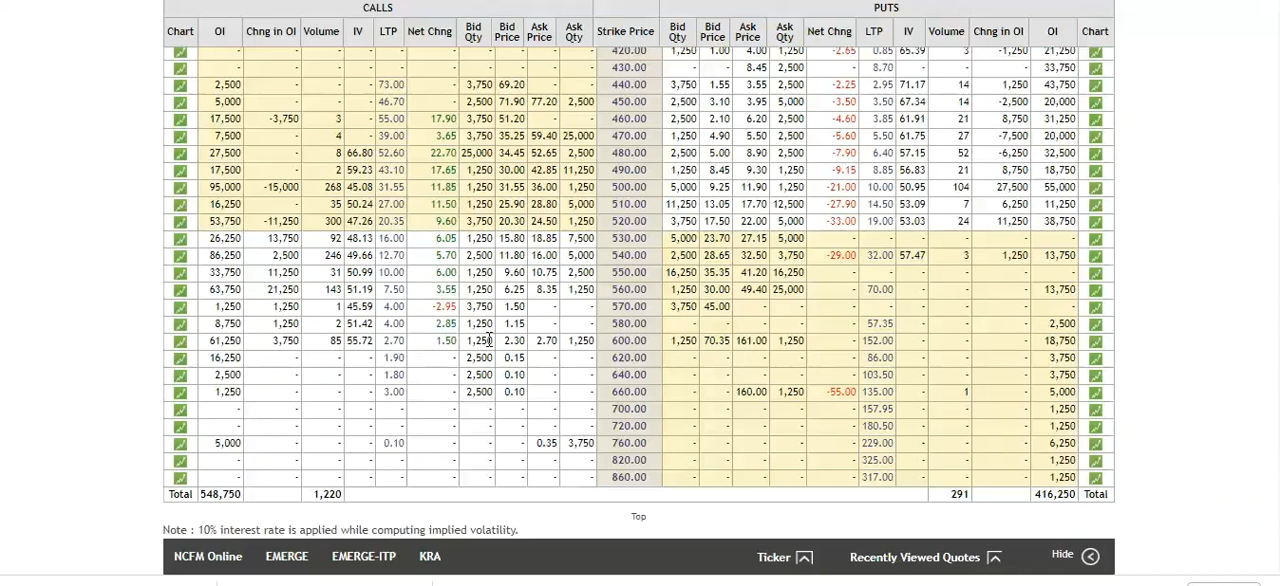 CALLS PUTS
Chart OI Chng in OI Volume IV LTP Net Chng Bid Qty Bid Price Ask Price Ask Qty Strike Price Bid Qty Bid Price Ask Price Ask Qty Net Chng LTP IV Volume Chng in OI OI Chart
- - - - - - - - - - 420.00 1,250 1.00 4.00 1,250 -2.65 0.85 65.39 3 -1,250 21,250
- - - - - - - - - - 430.00 - - 8.45 2,500 - 8.70 - - - 33,750
2,500 - - - 73.00 - 3,750 69.20 - - 440.00 3,750 1.55 3.55 2,500 -2.25 2.95 71.17 14 1,250 43,750
5,000 - - - 46.70 - 2,500 71.90 77.20 2,500 450.00 2,500 3.10 3.95 5,000 -3.50 3.50 67.34 14 -2,500 20,000
17,500 -3,750 3 - 55.00 17.90 3,750 51.20 - - 460.00 2,500 2.10 6.20 2,500 -4.60 3.85 61.91 21 8,750 31,250
7,500 - 4 - 39.00 3.65 3,750 35.25 59.40 25,000 470.00 1,250 4.90 5.50 2,500 -5.60 5.50 61.75 27 -7,500 20,000
27,500 - 8 66.80 52.60 22.70 25,000 34.45 52.65 2,500 480.00 2,500 5.00 8.90 2,500 -7.90 6.40 57.15 52 -6,250 32,500
17,500 - 2 59.23 43.10 17.65 1,250 30.00 42.85 11,250 490.00 1,250 8.45 9.30 1,250 -9.15 8.85 56.83 21 8,750 18,750
95,000 -15,000 268 45.08 31.55 11.85 1,250 31.55 36.00 1,250 500.00 5,000 9.25 11.90 1,250 -21.00 10.00 50.95 104 27,500 55,000
16,250 - 35 50.24 27.00 11.50 1,250 25.90 28.80 5,000 510.00 11,250 13.05 17.70 12,500 -27.90 14.50 53.09 7 6,250 11,250
53,750 -11,250 300 47.26 20.35 9.60 3,750 20.30 24.50 1,250 520.00 3,750 17.50 22.00 5,000 -33.00 19.00 53.03 24 11,250 38,750
26,250 13,750 92 48.13 16.00 6.05 1,250 15.80 18.85 7,500 530.00 5,000 23.70 27.15 5,000 - - - - - -
86,250 2,500 246 49.66 12.70 5.70 2,500 11.80 16.00 5,000 540.00 2,500 28.65 32.50 3,750 -29.00 32.00 57.47 3 1,250 13,750
33,750 11,250 31 50.99 10.00 6.00 1,250 9.60 10.75 2,500 550.00 16,250 35.35 41.20 16,250 - - - - - -
63,750 21,250 143 51.19 7.50 3.55 1,250 6.25 8.35 1,250 560.00 1,250 30.00 49.40 25,000 - 70.00 - - - 13,750
1,250 1,250 1 45.59 4.00 -2.95 3,750 1.50 - - 570.00 3,750 45.00 - - - - - - - -
8,750 1,250 2 51.42 4.00 2.85 1,250 1.15 - - 580.00 - - - - - 57.35 - - - 2,500
61,250 3,750 85 55.72 2.70 1.50 1,250 2.30 2.70 1,250 600.00 1,250 70.35 161.00 1,250 - 152.00 - - - 18,750
16,250 - - - 1.90 - 2,500 0.15 - - 620.00 - - - - - 86.00 - - - 3,750
2,500 - - - 1.80 - 2,500 0.10 - - 640.00 - - - - - 103.50 - - - 3,750
1,250 - - - 3.00 - 2,500 0.10 - - 660.00 - - 160.00 1,250 -55.00 135.00 - 1 - 5,000
- - - - - - - - - - 700.00 - - - - - 157.95 - - - 1,250
- - - - - - - - - - 720.00 - - - - - 180.50 - - - 1,250
5,000 - - - 0.10 - - - 0.35 3,750 760.00 - - - - - 229.00 - - - 6,250
- - - - - - - - - - 820.00 - - - - - 325.00 - - - 1,250
- - - - - - - - - - 860.00 - - - - - 317.00 - - - 1,250
Total 548,750 1,220 291 416,250 Total
Top
Note : 10% interest rate is applied while computing implied volatility.
NCFM Online EMERGE EMERGE-ITP KRA Ticker Recently Viewed Quotes Hide